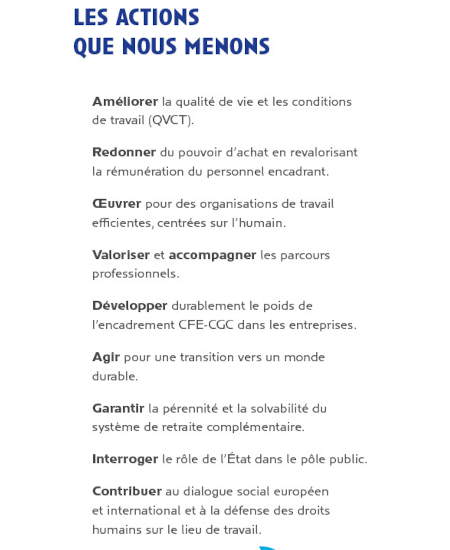 LES ACTIONS
QUE NOUS MENONS
Améliorer la qualité de vie et les conditions
de travail (QVCT).
Redonner du pouvoir d’achat en revalorisant
la rémunération du personnel encadrant.
Œuvrer pour des organisations de travail
efficientes, centrées sur l’humain.
Valoriser et accompagner les parcours
professionnels.
Développer durablement le poids de
l’encadrement CFE-CGC dans les entreprises.
Agir pour une transition vers un monde
durable.
Garantir la pérennité et la solvabilité du
système de retraite complémentaire.
Interroger le rôle de l’État dans le pôle public.
Contribuer au dialogue social européen
et international et à la défense des droits
humains sur le lieu de travail.